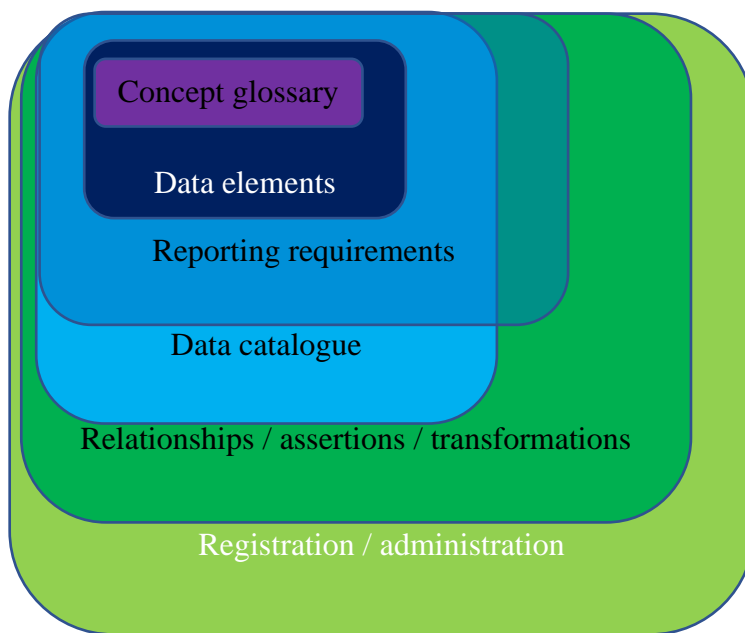 Concept glossary
Data elements
Reporting requirements
Data catalogue
Relationships / assertions / transformations
Registration / administration